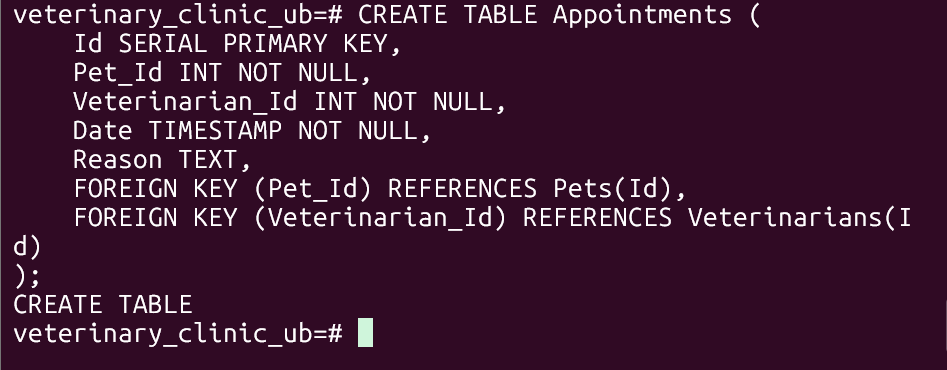 veterinary_clinic_ub=# CREATE TABLE Appointments (
    Id SERIAL PRIMARY KEY,
    Pet_Id INT NOT NULL,
    Veterinarian_Id INT NOT NULL,
    Date TIMESTAMP NOT NULL,
    Reason TEXT,
    FOREIGN KEY (Pet_Id) REFERENCES Pets(Id),
    FOREIGN KEY (Veterinarian_Id) REFERENCES Veterinarians(I
d)
);
CREATE TABLE
veterinary_clinic_ub=#